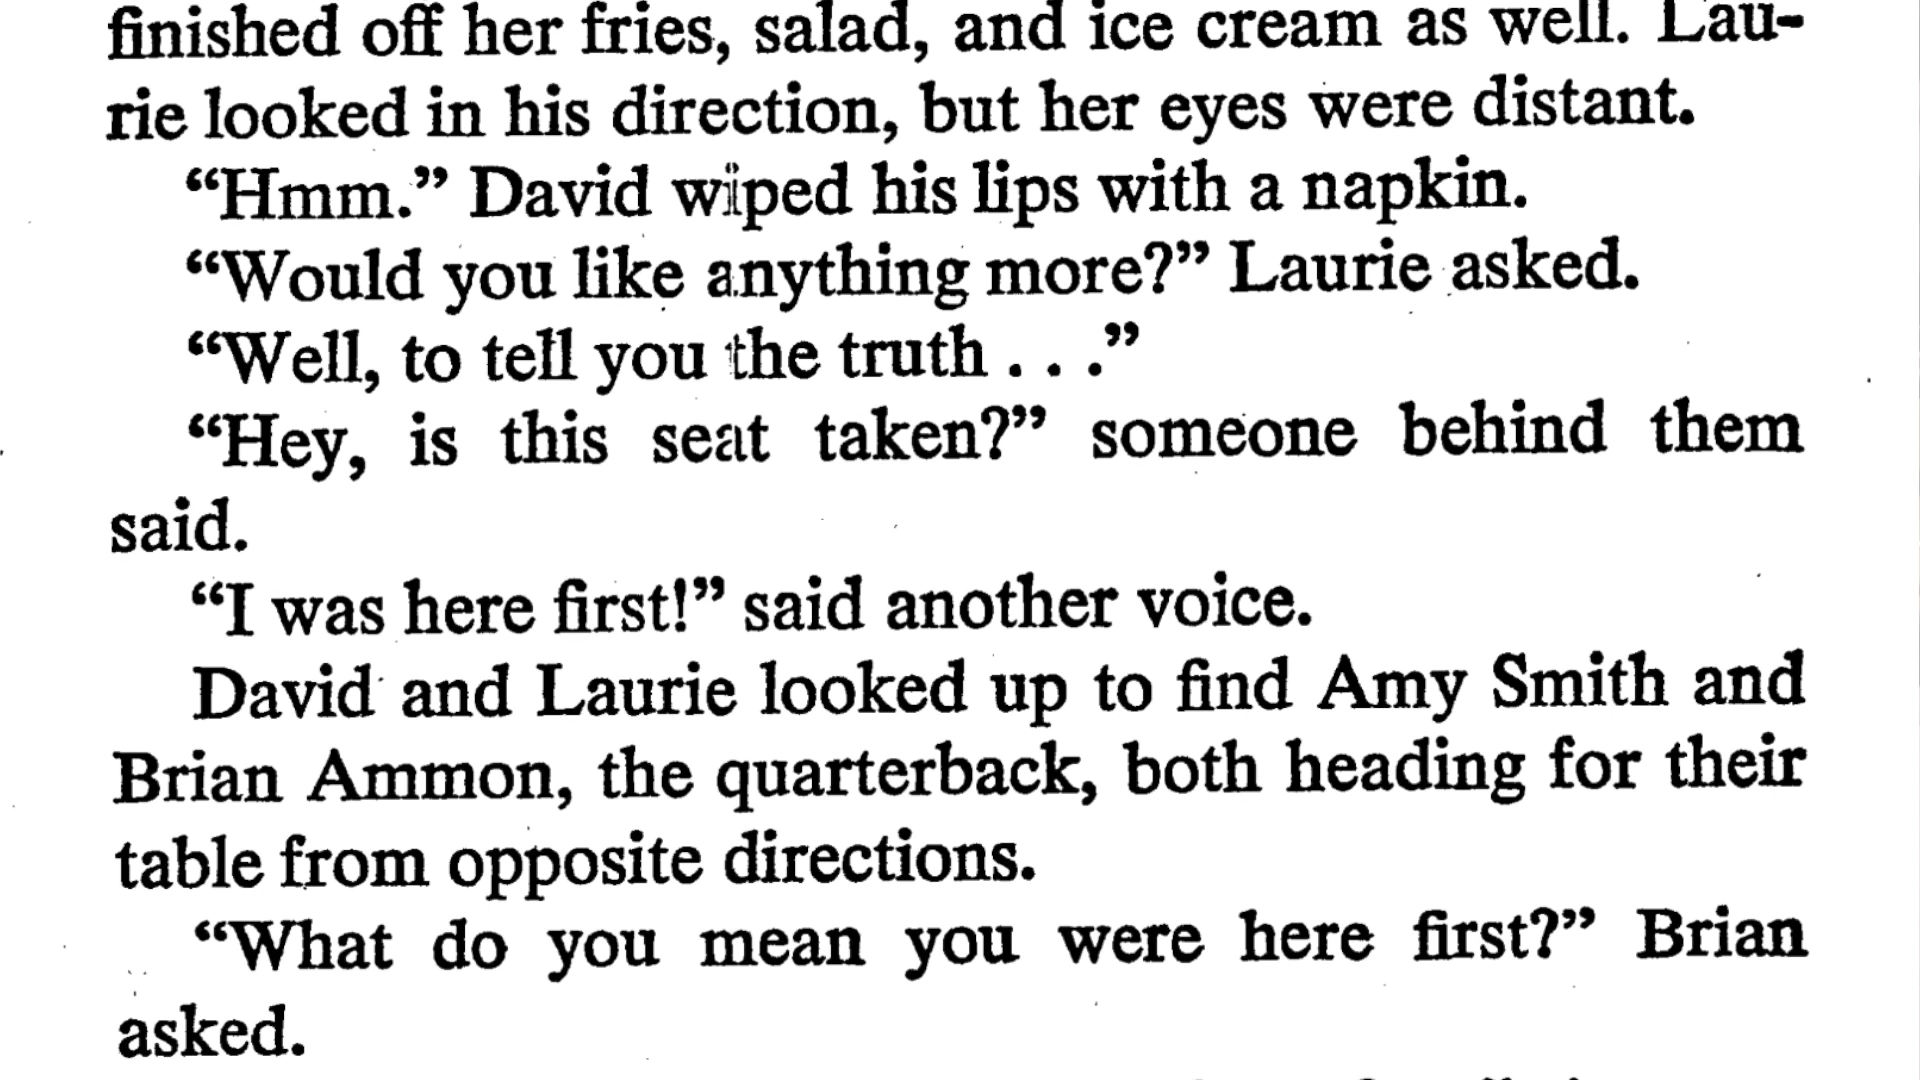 finished off her fries, salad, and ice cream as well. Lau-
rie looked in his direction, but her eyes were distant.
“Hmm.” David wiped his lips with a napkin.
“Would you like anything more?” Laurie asked.
“Well, to tell you the truth . . .”
“Hey, is this seat taken?” someone behind them
said.
“I was here first!” said another voice.
David and Laurie looked up to find Amy Smith and
Brian Ammon, the quarterback, both heading for their
table from opposite directions.
“What do you mean you were here first?” Brian
asked.